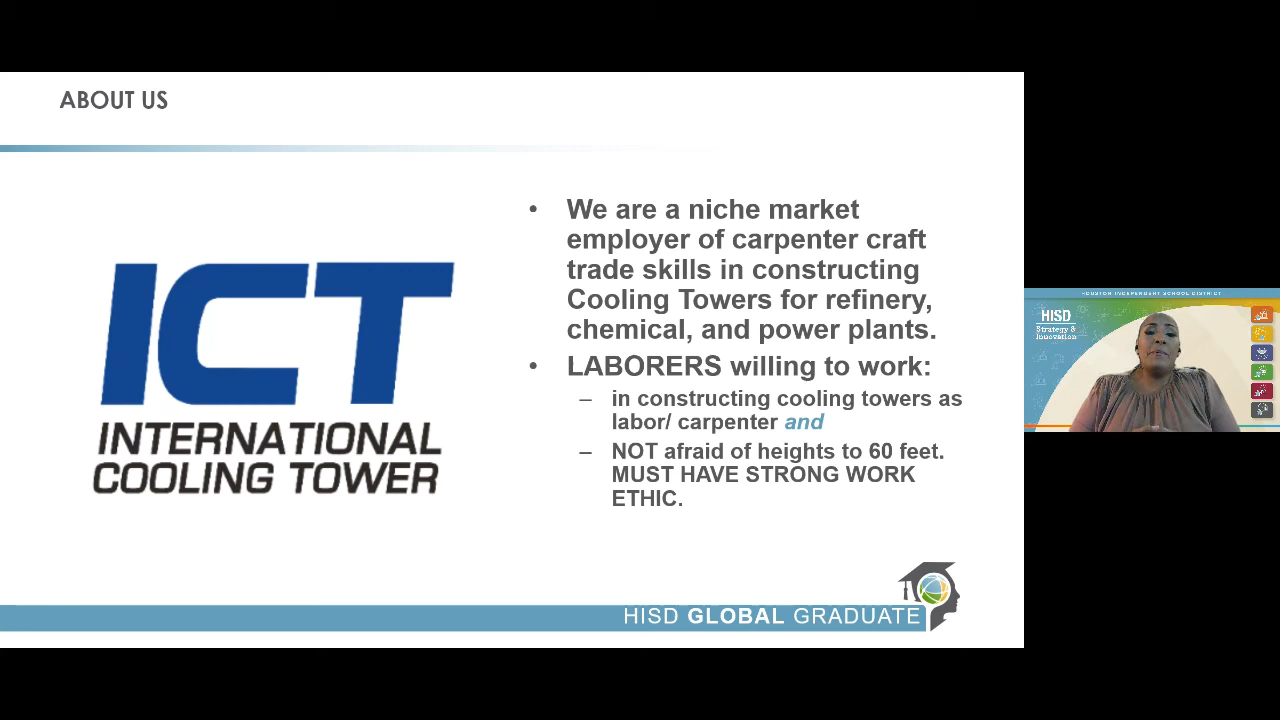 ABOUT US
ICT
INTERNATIONAL
COOLING TOWER
• We are a niche market
employer of carpenter craft
trade skills in constructing
Cooling Towers for refinery,
chemical, and power plants.
• LABORERS willing to work:
– in constructing cooling towers as
labor/ carpenter and
– NOT afraid of heights to 60 feet.
MUST HAVE STRONG WORK
ETHIC.
HISD GLOBAL GRADUATE
HOUSTON INDEPENDENT SCHOOL DISTRICT
HISD
Strategy &
Innovation